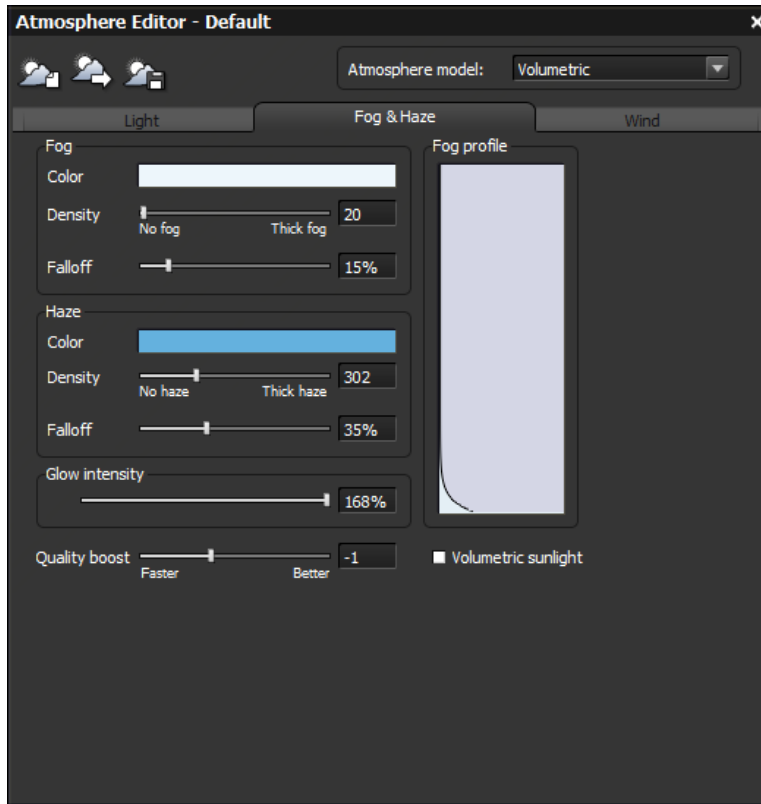 Atmosphere Editor - Default
Atmosphere model: Volumetric
Light Fog & Haze Wind
Fog
Color
Density 20
No fog Thick fog
Falloff 15%
Haze
Color
Density 302
No haze Thick haze
Falloff 35%
Glow intensity
168%
Quality boost -1
Faster Better
Fog profile
Volumetric sunlight